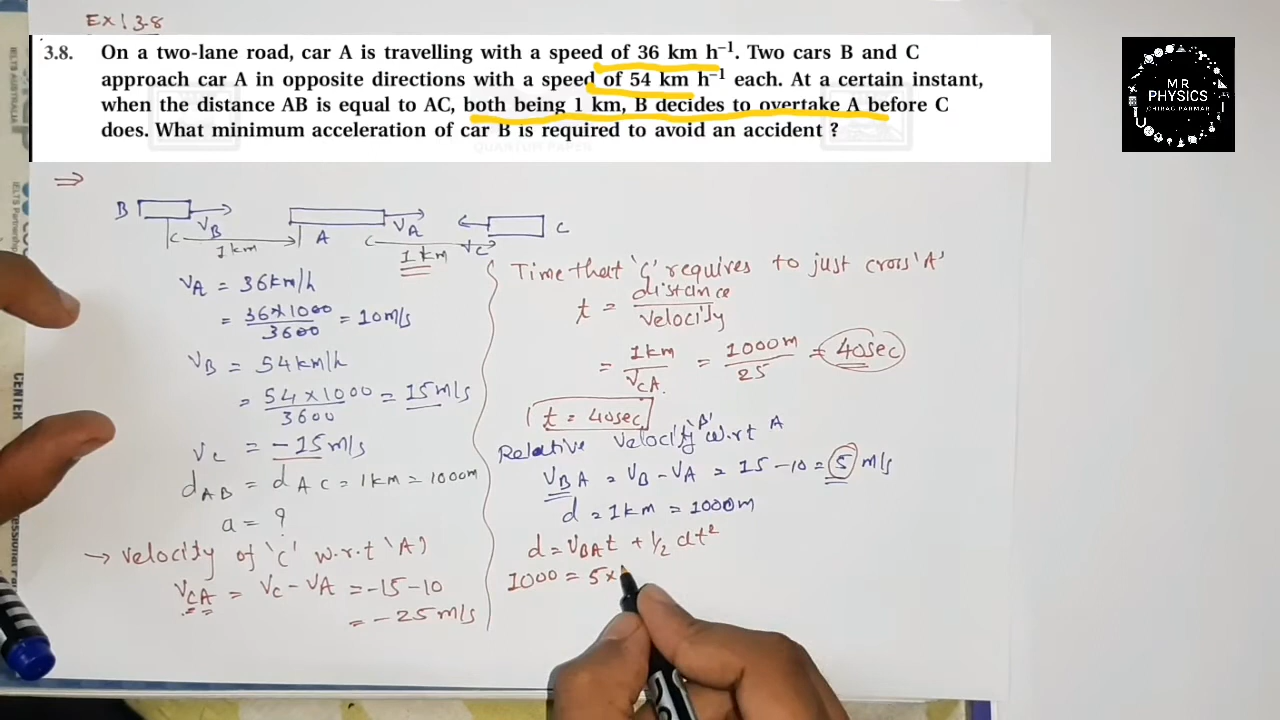 Ex 13.8
3.8. On a two-lane road, car A is travelling with a speed of 36 km h⁻¹. Two cars B and C
approach car A in opposite directions with a speed of 54 km h⁻¹ each. At a certain instant,
when the distance AB is equal to AC, both being 1 km, B decides to overtake A before C
does. What minimum acceleration of car B is required to avoid an accident ?
MR
PHYSICS
CHIRAG PARMAR
⇒
B VB A VA C
1km 1 km VC
VA = 36km/h
= 36×1000 / 3600 = 10m/s
VB = 54km/h
= 54×1000 / 3600 = 15m/s
Vc = -15m/s
dAB = dAC = 1km = 1000m
a = ?
→ Velocity of 'C' w.r.t 'A')
VCA = Vc - VA = -15-10
= -25m/s
Time that 'C' requires to just cross 'A'
t = distance / velocity
= 1km / VCA = 1000m / 25 = 40sec
t = 40sec
Relative velocity 'B' w.r.t A
VBA = VB - VA = 15-10 = 5 m/s
d = 1km = 1000m
d = VBAt + 1/2 at²
1000 = 5×